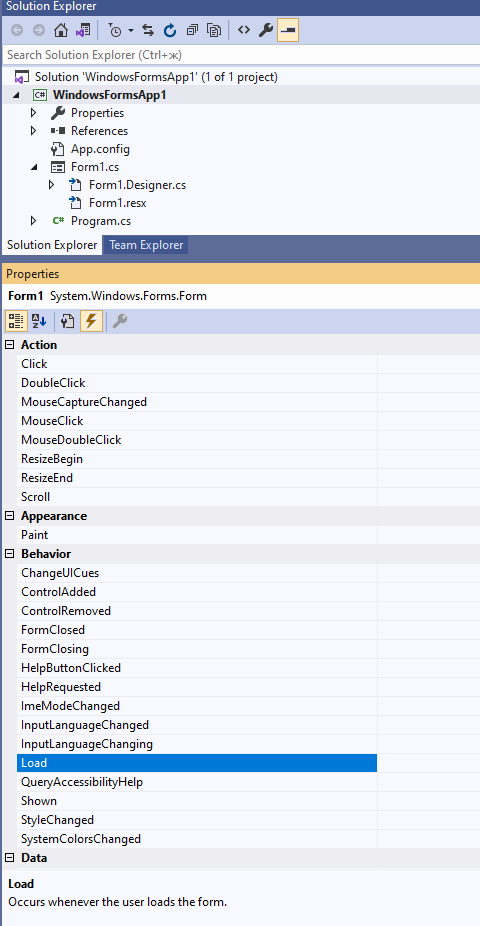 Solution Explorer
Search Solution Explorer (Ctrl+ж)
Solution 'WindowsFormsApp1' (1 of 1 project)
C# WindowsFormsApp1
Properties
References
App.config
Form1.cs
Form1.Designer.cs
Form1.resx
C# Program.cs
Solution Explorer Team Explorer
Properties
Form1 System.Windows.Forms.Form
Action
Click
DoubleClick
MouseCaptureChanged
MouseClick
MouseDoubleClick
ResizeBegin
ResizeEnd
Scroll
Appearance
Paint
Behavior
ChangeUICues
ControlAdded
ControlRemoved
FormClosed
FormClosing
HelpButtonClicked
HelpRequested
ImeModeChanged
InputLanguageChanged
InputLanguageChanging
Load
QueryAccessibilityHelp
Shown
StyleChanged
SystemColorsChanged
Data
Load
Occurs whenever the user loads the form.